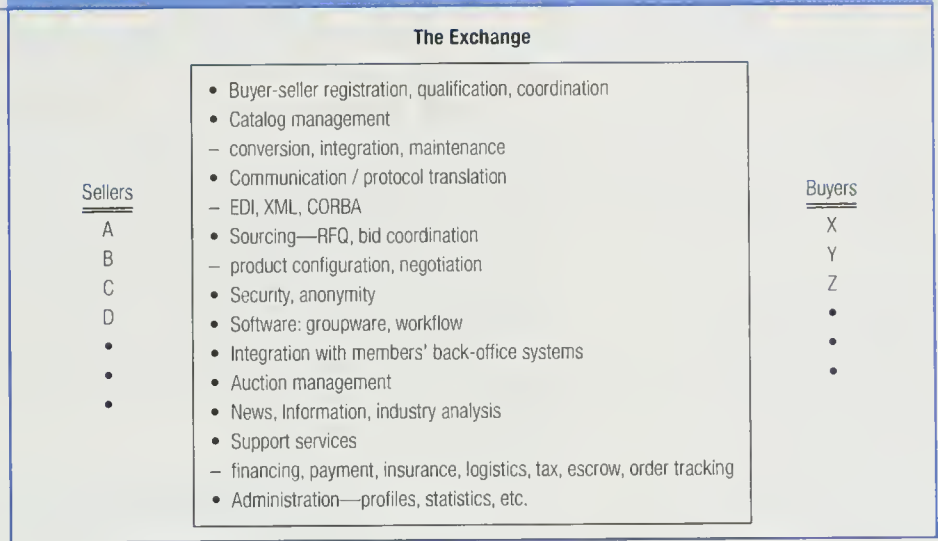 The Exchange
Sellers
A
B
C
D
•
•
•
• Buyer-seller registration, qualification, coordination
• Catalog management
– conversion, integration, maintenance
• Communication / protocol translation
– EDI, XML, CORBA
• Sourcing—RFQ, bid coordination
– product configuration, negotiation
• Security, anonymity
• Software: groupware, workflow
• Integration with members' back-office systems
• Auction management
• News, Information, industry analysis
• Support services
– financing, payment, insurance, logistics, tax, escrow, order tracking
• Administration—profiles, statistics, etc.
Buyers
X
Y
Z
•
•
•